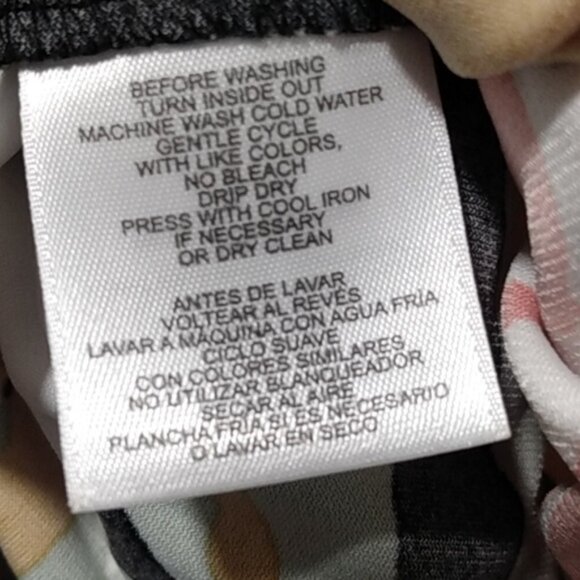 BEFORE WASHING
TURN INSIDE OUT
MACHINE WASH COLD WATER
GENTLE CYCLE
WITH LIKE COLORS,
NO BLEACH
DRIP DRY
PRESS WITH COOL IRON
IF NECESSARY
OR DRY CLEAN
ANTES DE LAVAR
VOLTEAR AL REVÉS
LAVAR A MAQUINA CON AGUA FRÍA
CICLO SUAVE
CON COLORES SIMILARES
NO UTILIZAR BLANQUEADOR
SECAR AL AIRE
PLANCHA FRÍA SI ES NECESARIO
O LAVAR EN SECO